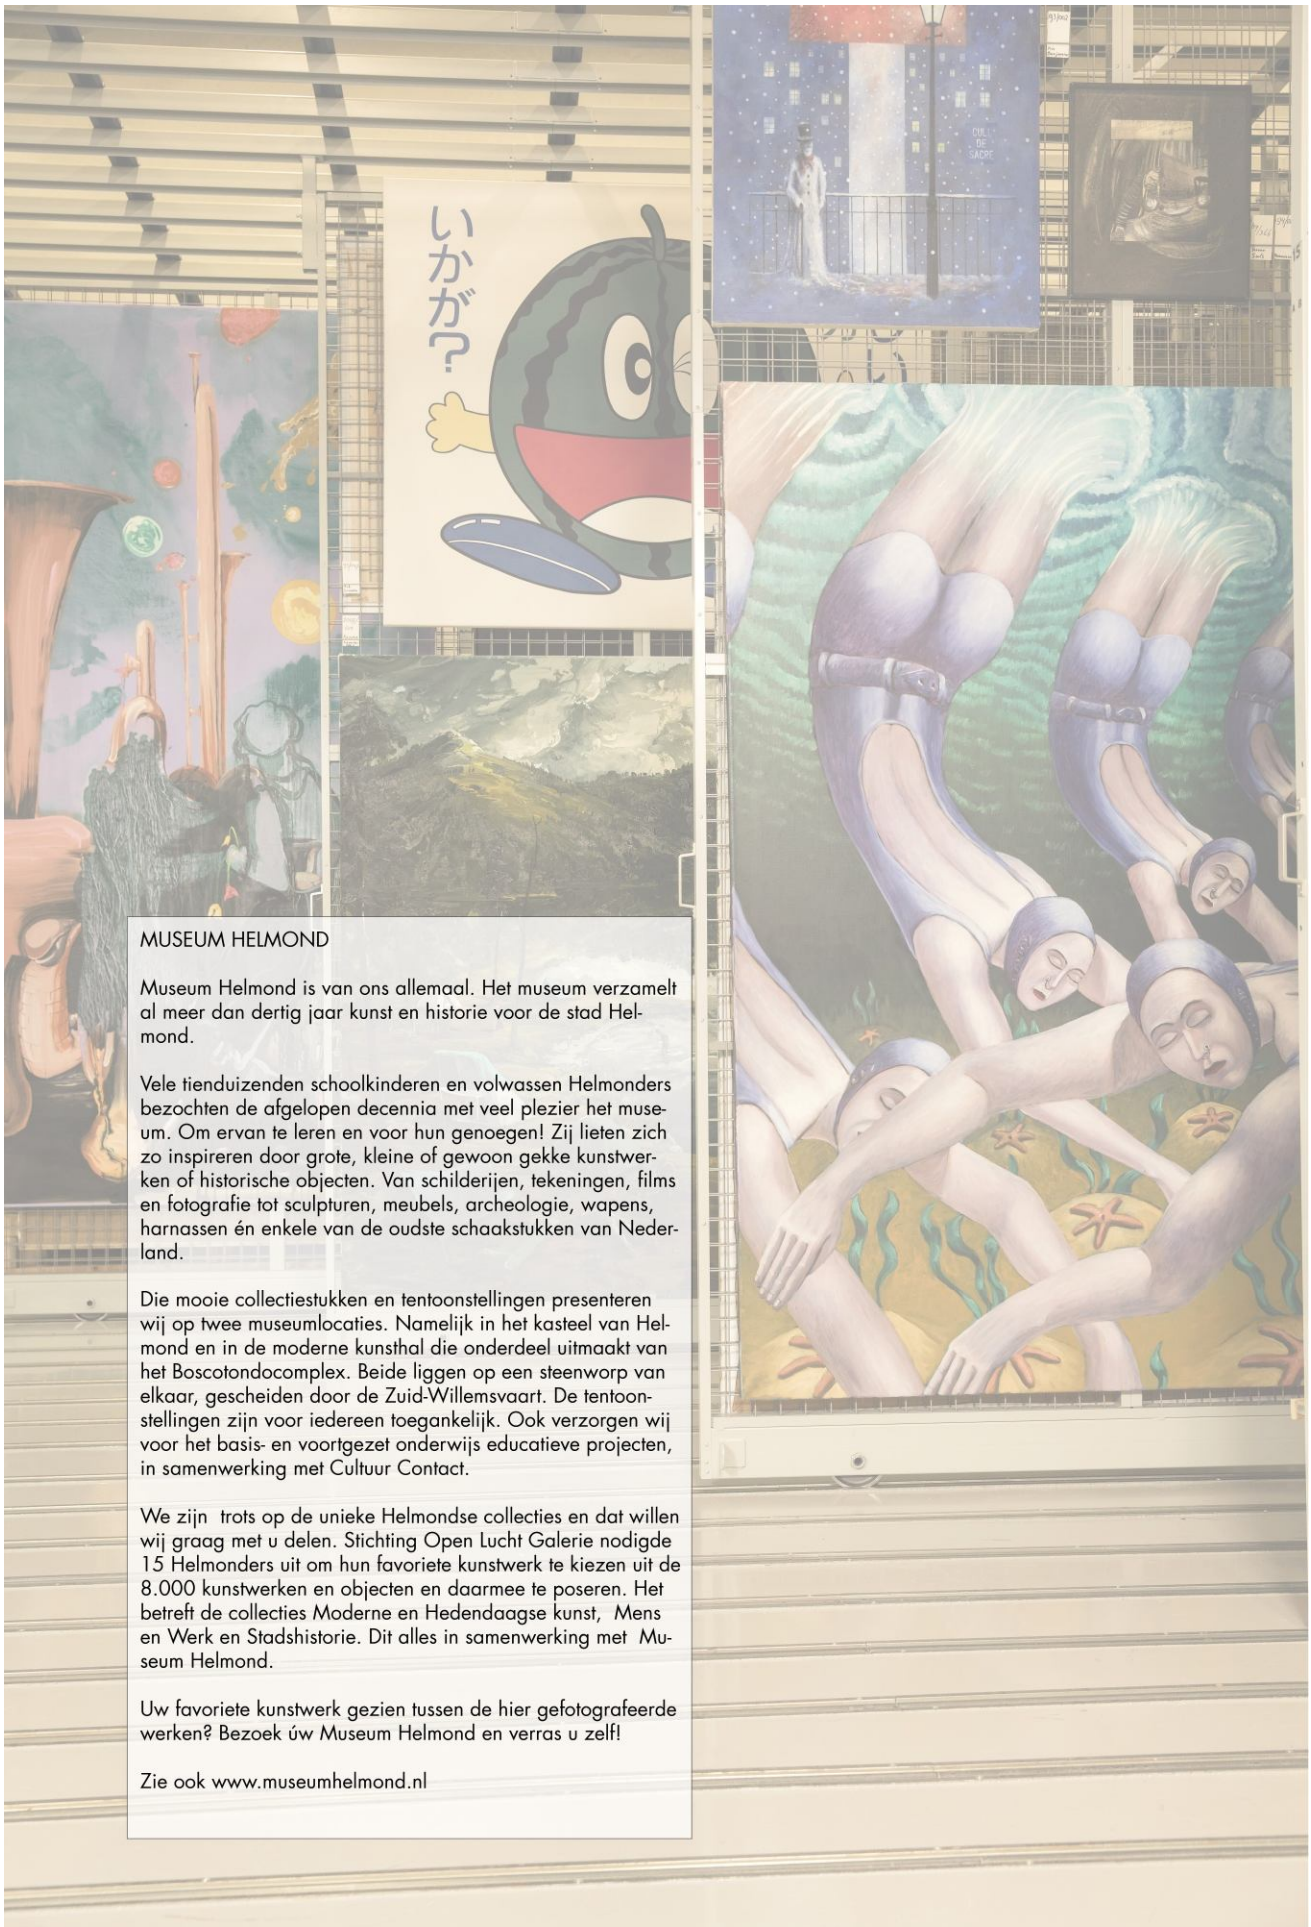 CULL
DE
SACRE
いかが?
MUSEUM HELMOND
Museum Helmond is van ons allemaal. Het museum verzamelt
al meer dan dertig jaar kunst en historie voor de stad Hel-
mond.
Vele tienduizenden schoolkinderen en volwassen Helmonders
bezochten de afgelopen decennia met veel plezier het muse-
um. Om ervan te leren en voor hun genoegen! Zij lieten zich
zo inspireren door grote, kleine of gewoon gekke kunstwer-
ken of historische objecten. Van schilderijen, tekeningen, films
en fotografie tot sculpturen, meubels, archeologie, wapens,
harnassen én enkele van de oudste schaakstukken van Neder-
land.
Die mooie collectiestukken en tentoonstellingen presenteren
wij op twee museumlocaties. Namelijk in het kasteel van Hel-
mond en in de moderne kunsthal die onderdeel uitmaakt van
het Boscotondocomplex. Beide liggen op een steenworp van
elkaar, gescheiden door de Zuid-Willemsvaart. De tentoon-
stellingen zijn voor iedereen toegankelijk. Ook verzorgen wij
voor het basis- en voortgezet onderwijs educatieve projecten,
in samenwerking met Cultuur Contact.
We zijn  trots op de unieke Helmondse collecties en dat willen
wij graag met u delen. Stichting Open Lucht Galerie nodigde
15 Helmonders uit om hun favoriete kunstwerk te kiezen uit de
8.000 kunstwerken en objecten en daarmee te poseren. Het
betreft de collecties Moderne en Hedendaagse kunst,  Mens
en Werk en Stadshistorie. Dit alles in samenwerking met  Mu-
seum Helmond.
Uw favoriete kunstwerk gezien tussen de hier gefotografeerde
werken? Bezoek úw Museum Helmond en verras u zelf!
Zie ook www.museumhelmond.nl